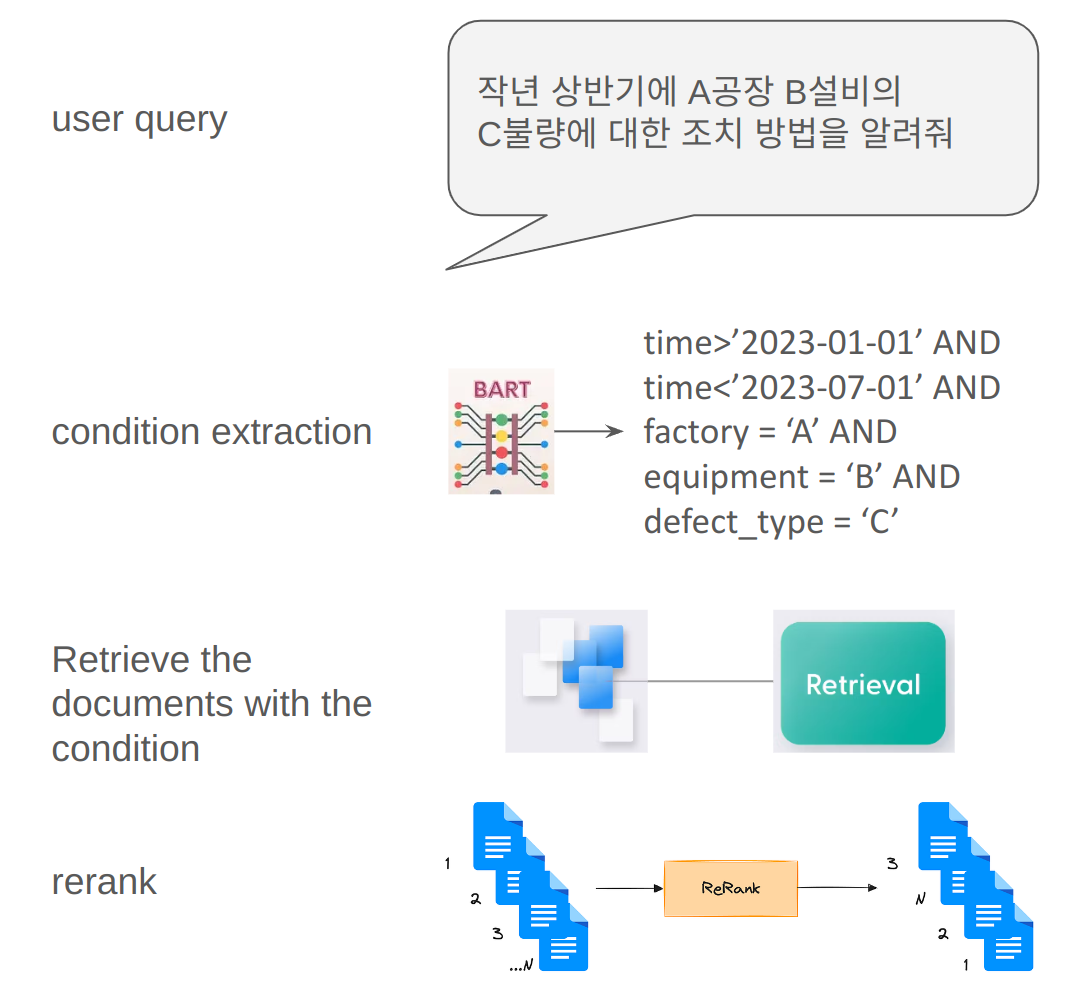 user query
작년 상반기에 A공장 B설비의
C불량에 대한 조치 방법을 알려줘
condition extraction
BART
time>’2023-01-01’ AND
time<’2023-07-01’ AND
factory = ‘A’ AND
equipment = ‘B’ AND
defect_type = ‘C’
Retrieve the
documents with the
condition
Retrieval
rerank
1
2
3
...N
ReRank
3
N
2
1